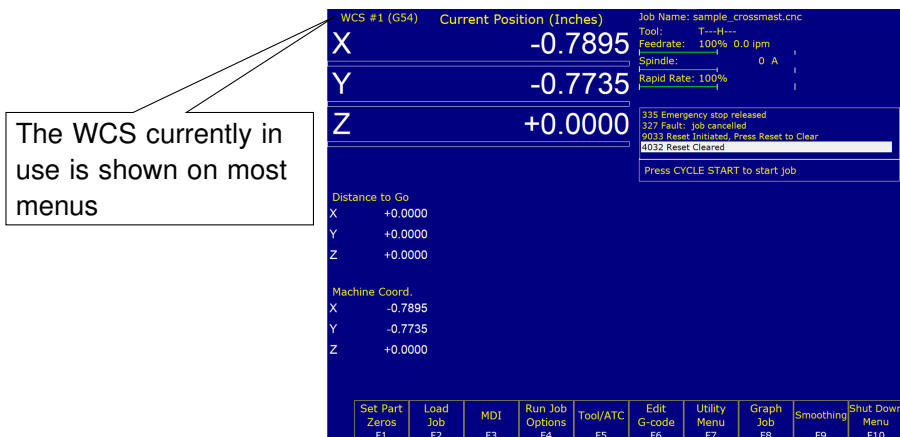 The WCS currently in
use is shown on most
menus
WCS #1 (G54) Current Position (Inches)
X -0.7895
Y -0.7735
Z +0.0000
Job Name: sample_crossmast.cnc
Tool: T---H---
Feedrate: 100% 0.0 ipm
Spindle: 0 A
Rapid Rate: 100%
335 Emergency stop released
327 Fault: job cancelled
9033 Reset Initiated, Press Reset to Clear
4032 Reset Cleared
Press CYCLE START to start job
Distance to Go
X +0.0000
Y +0.0000
Z +0.0000
Machine Coord.
X -0.7895
Y -0.7735
Z +0.0000
Set Part Zeros F1
Load Job F2
MDI F3
Run Job Options F4
Tool/ATC F5
Edit G-code F6
Utility Menu F7
Graph Job F8
Smoothing F9
Shut Down Menu F10